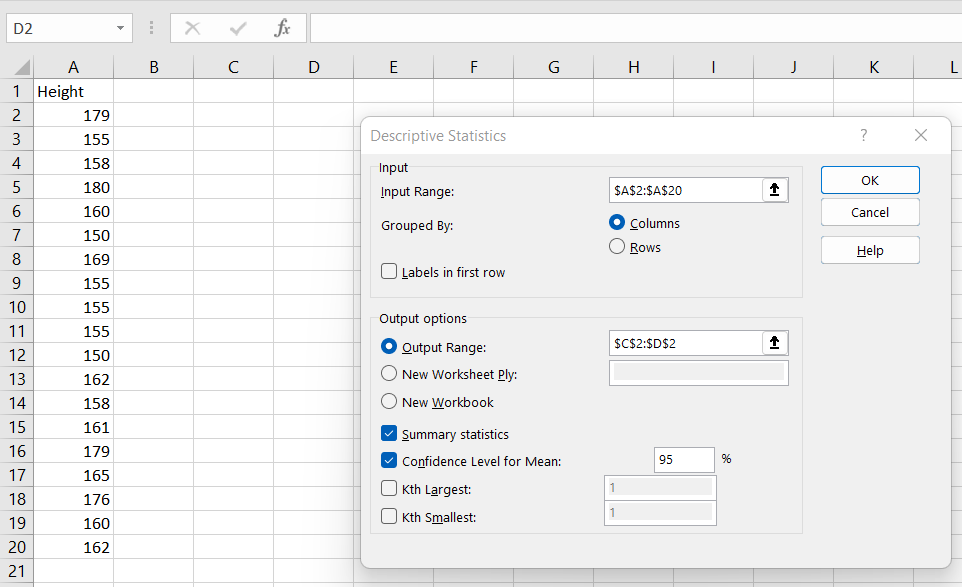 D2 fx
A B C D E F G H I J K L
1 Height
2 179
3 155
4 158
5 180
6 160
7 150
8 169
9 155
10 155
11 155
12 150
13 162
14 158
15 161
16 179
17 165
18 176
19 160
20 162
21
Descriptive Statistics ?
Input
Input Range: $A$2:$A$20
Grouped By: Columns
Rows
Labels in first row
OK
Cancel
Help
Output options
Output Range: $C$2:$D$2
New Worksheet Ply:
New Workbook
Summary statistics
Confidence Level for Mean: 95 %
Kth Largest: 1
Kth Smallest: 1